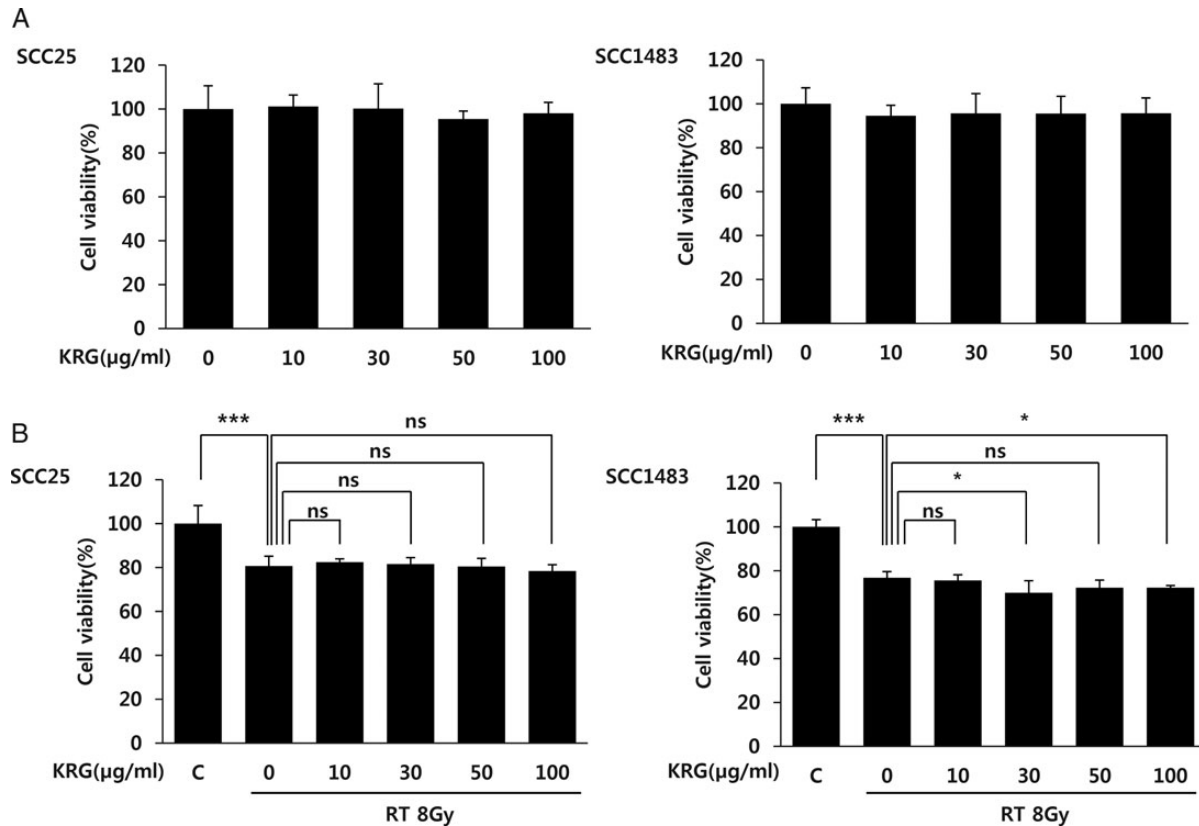 A
SCC25
SCC1483
120
100
80
60
40
20
0
Cell viability(%)
KRG(μg/ml) 0 10 30 50 100
120
100
80
60
40
20
0
Cell viability(%)
KRG(μg/ml) 0 10 30 50 100
B
SCC25
*** ns
ns
ns
ns
120
100
80
60
40
20
0
Cell viability(%)
KRG(μg/ml) C 0 10 30 50 100
RT 8Gy
SCC1483
*** *
ns
*
ns
120
100
80
60
40
20
0
Cell viability(%)
KRG(μg/ml) C 0 10 30 50 100
RT 8Gy